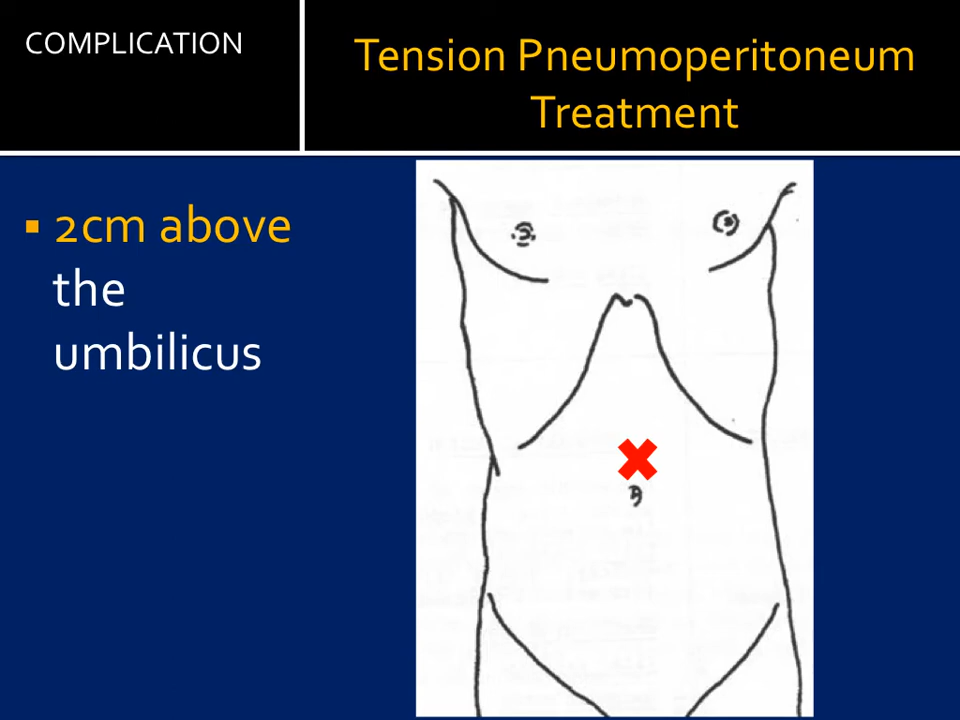 COMPLICATION
Tension Pneumoperitoneum
Treatment
▪ 2cm above
the
umbilicus